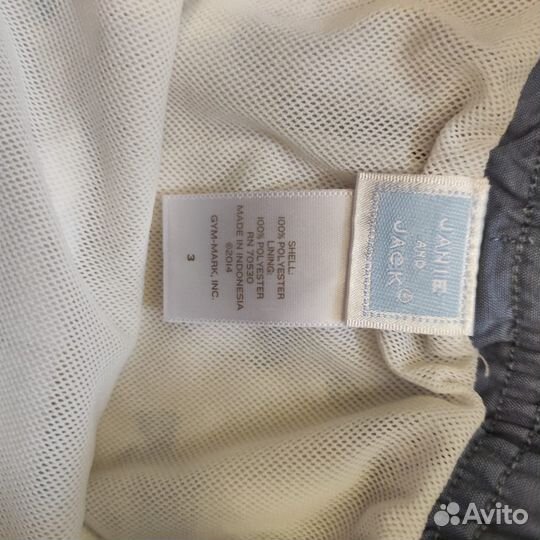 SHELL:
100% POLYESTER
LINING:
100% POLYESTER
RN 70530
MADE IN INDONESIA
©2014
GYM-MARK, INC.
3
JANIE
AND
JACK
Avito